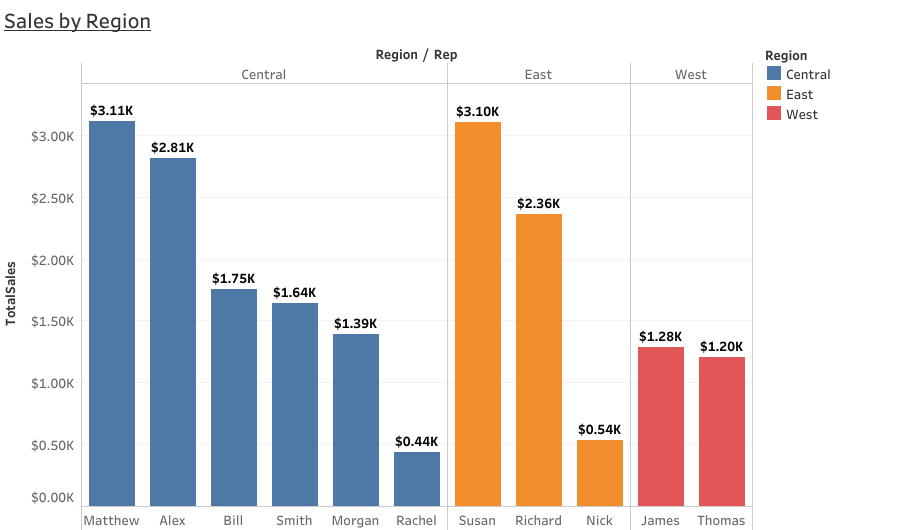 Sales by Region
Region / Rep
Central East West
$3.11K $2.81K $1.75K $1.64K $1.39K $0.44K $3.10K $2.36K $0.54K $1.28K $1.20K
$3.00K
$2.50K
$2.00K
$1.50K
$1.00K
$0.50K
$0.00K
TotalSales
Matthew Alex Bill Smith Morgan Rachel Susan Richard Nick James Thomas
Region
Central
East
West